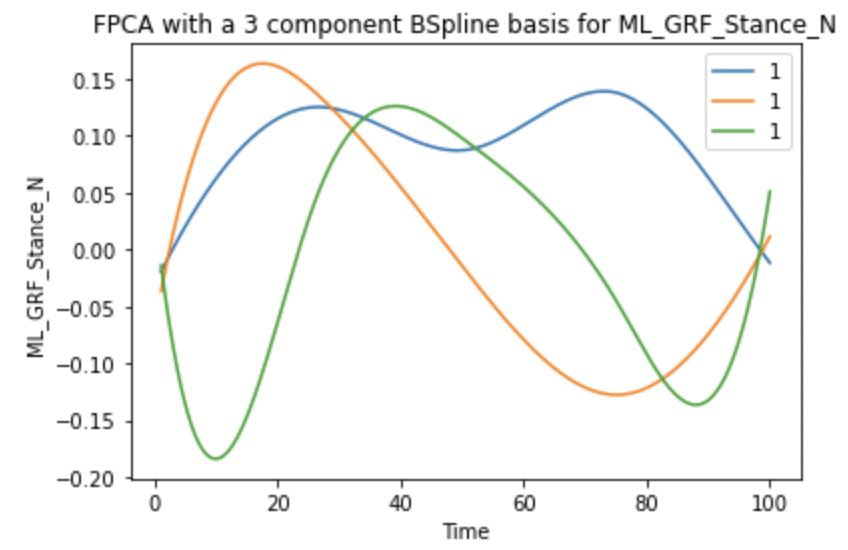 FPCA with a 3 component BSpline basis for ML_GRF_Stance_N
1
1
1
0.15
0.10
0.05
0.00
−0.05
−0.10
−0.15
−0.20
ML_GRF_Stance_N
0 20 40 60 80 100
Time